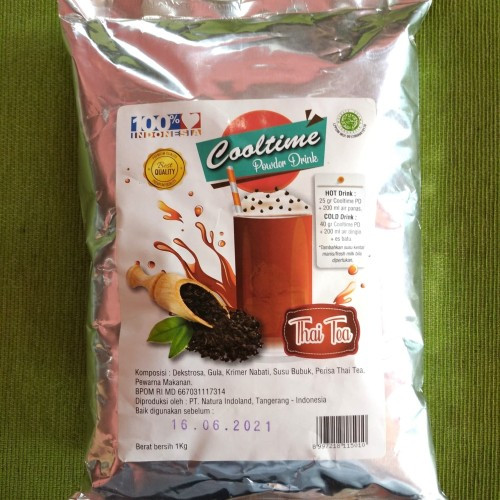 100%
INDONESIA
Cooltime
Powder Drink
Best
QUALITY
HOT Drink :
25 gr Cooltime PD
+ 200 ml air panas.
COLD Drink :
40 gr Cooltime PD
+ 200 ml air dingin
+ es batu.
Thai Tea
Komposisi : Dekstrosa, Gula, Krimer Nabati, Susu Bubuk, Perisa Thai Tea,
Pewarna Makanan.
BPOM RI MD 667031117314
Diproduksi oleh : PT. Natura Indoland, Tangerang - Indonesia
Baik digunakan sebelum :
16.06.2021
Berat bersih 1Kg